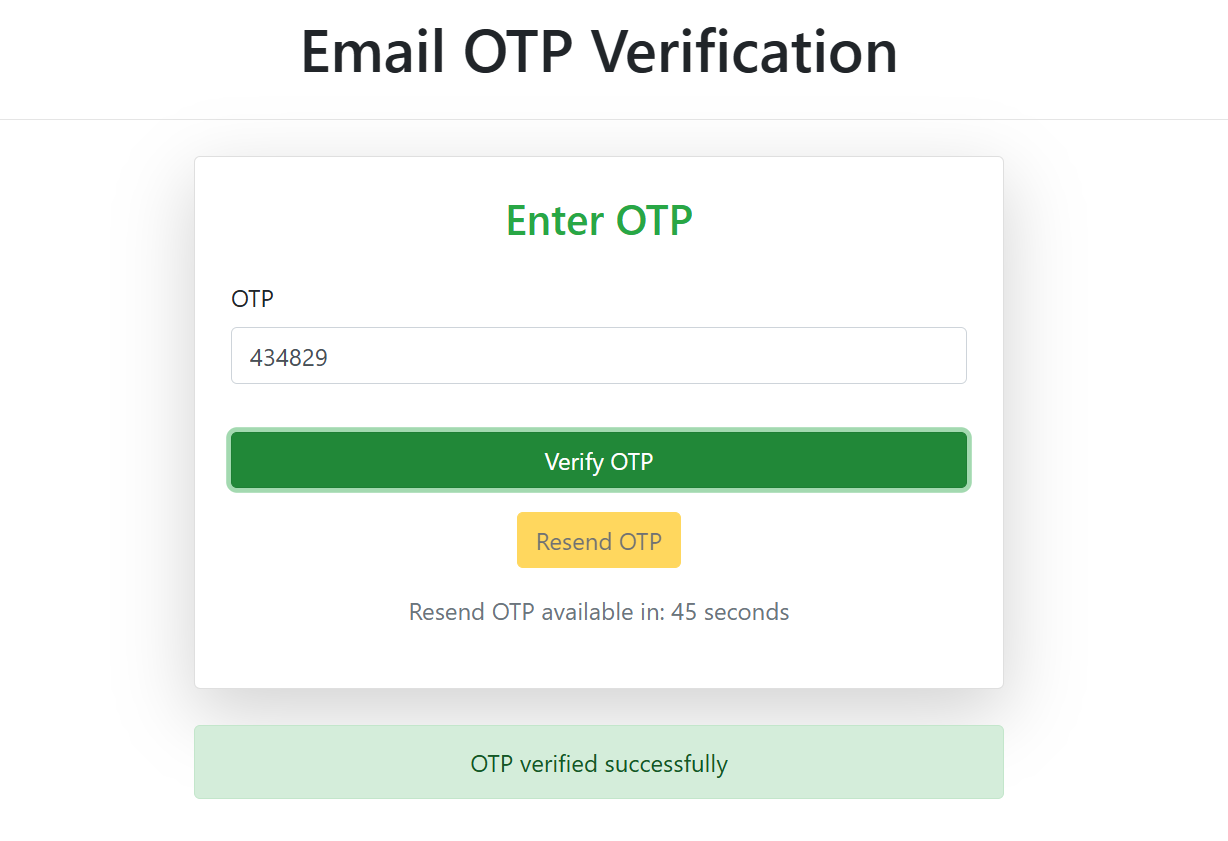 Email OTP Verification
Enter OTP
OTP
434829
Verify OTP
Resend OTP
Resend OTP available in: 45 seconds
OTP verified successfully